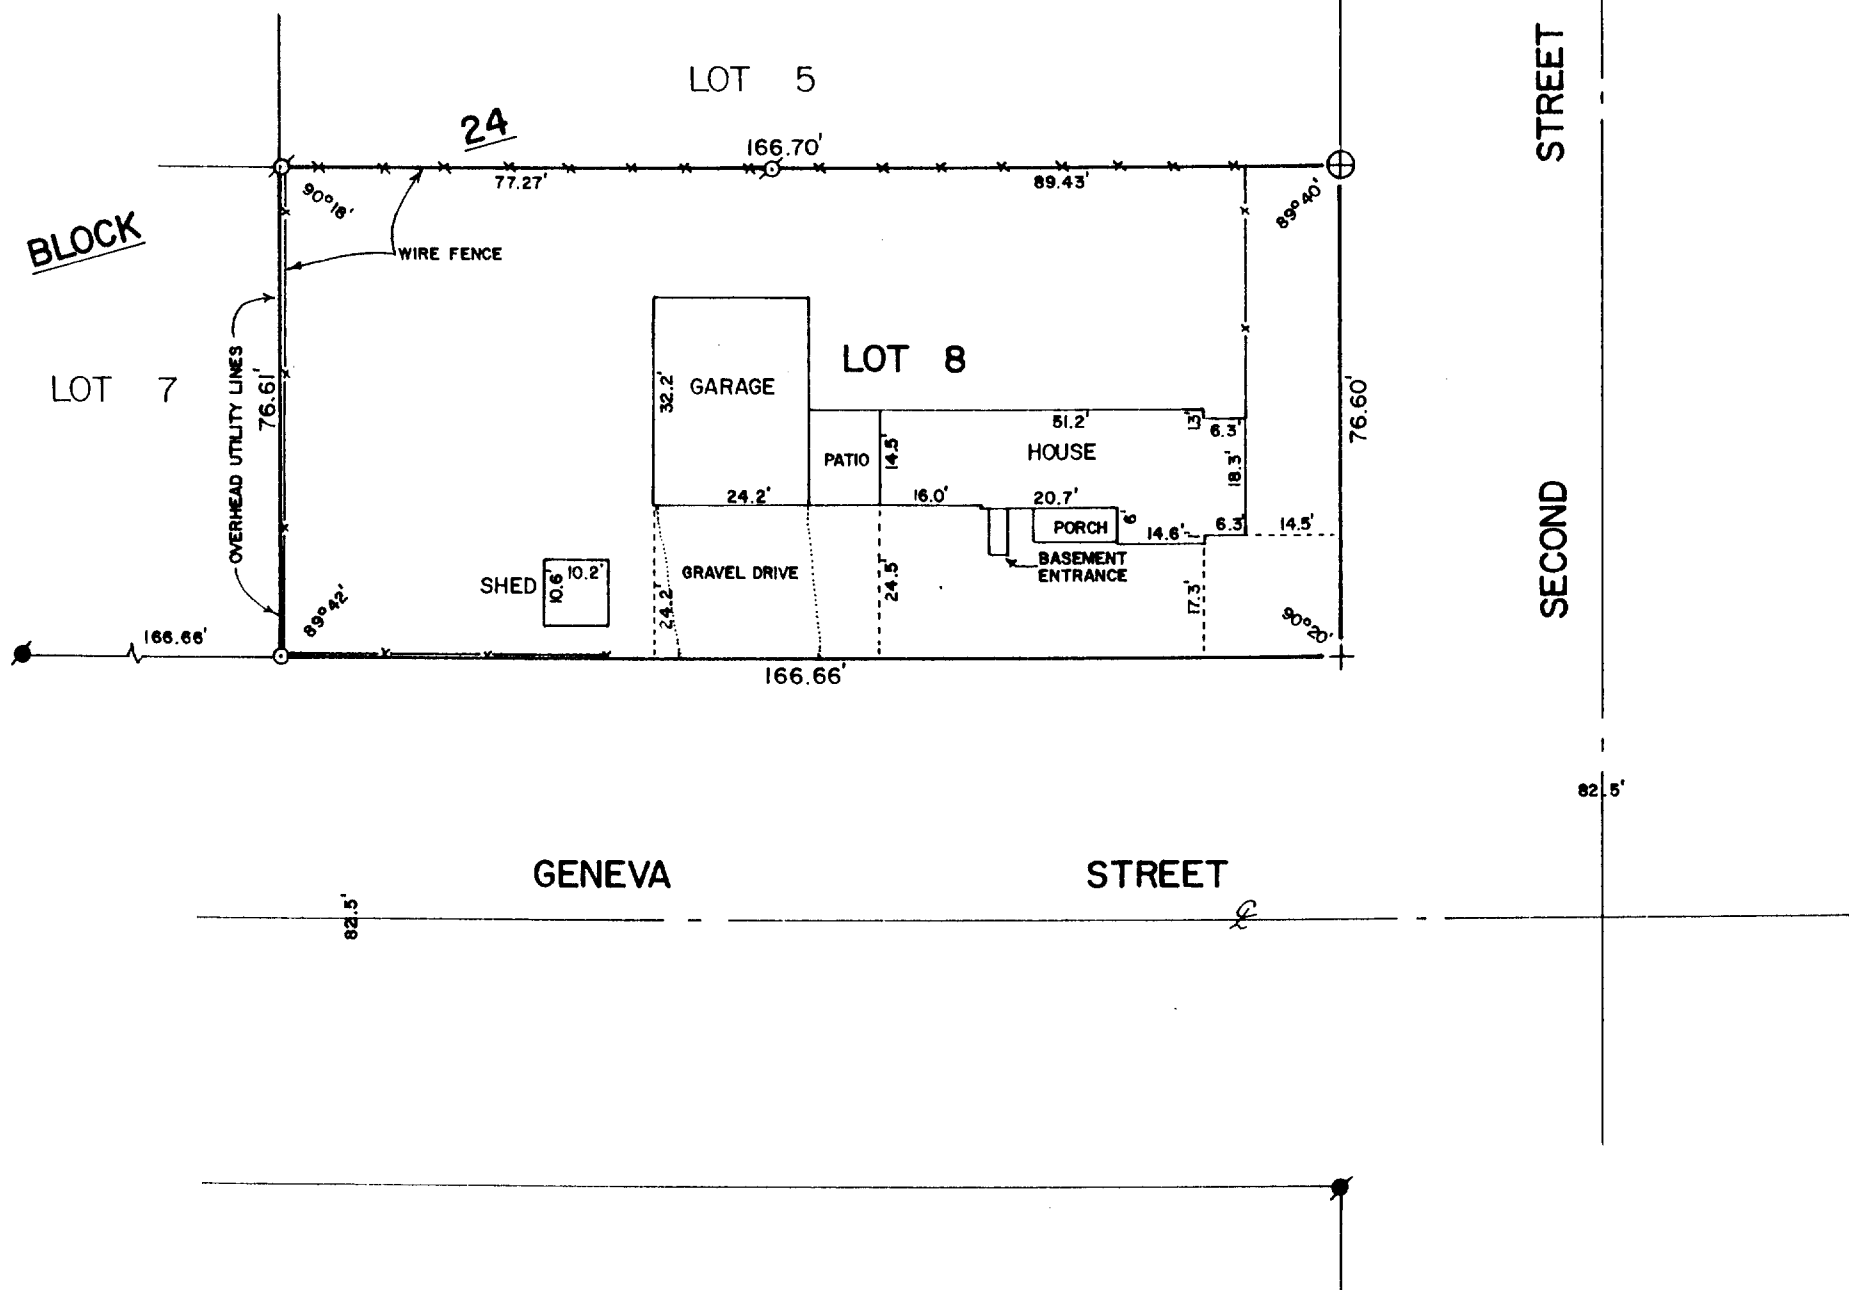 STREET
LOT 5
24
166.70'
77.27'
89.43'
90°18'
89°40'
BLOCK
WIRE FENCE
OVERHEAD UTILITY LINES
LOT 8
LOT 7
76.61'
32.2'
GARAGE
76.60'
51.2'
6.3'
PATIO
14.5'
HOUSE
18.3'
SECOND
24.2'
16.0'
20.7'
PORCH
6'
14.6'
6.3'
14.5'
BASEMENT
ENTRANCE
SHED
10.6'
10.2'
GRAVEL DRIVE
24.2'
24.5'
17.3'
89°42'
90°20'
166.66'
166.66'
82.5'
GENEVA STREET
82.5'